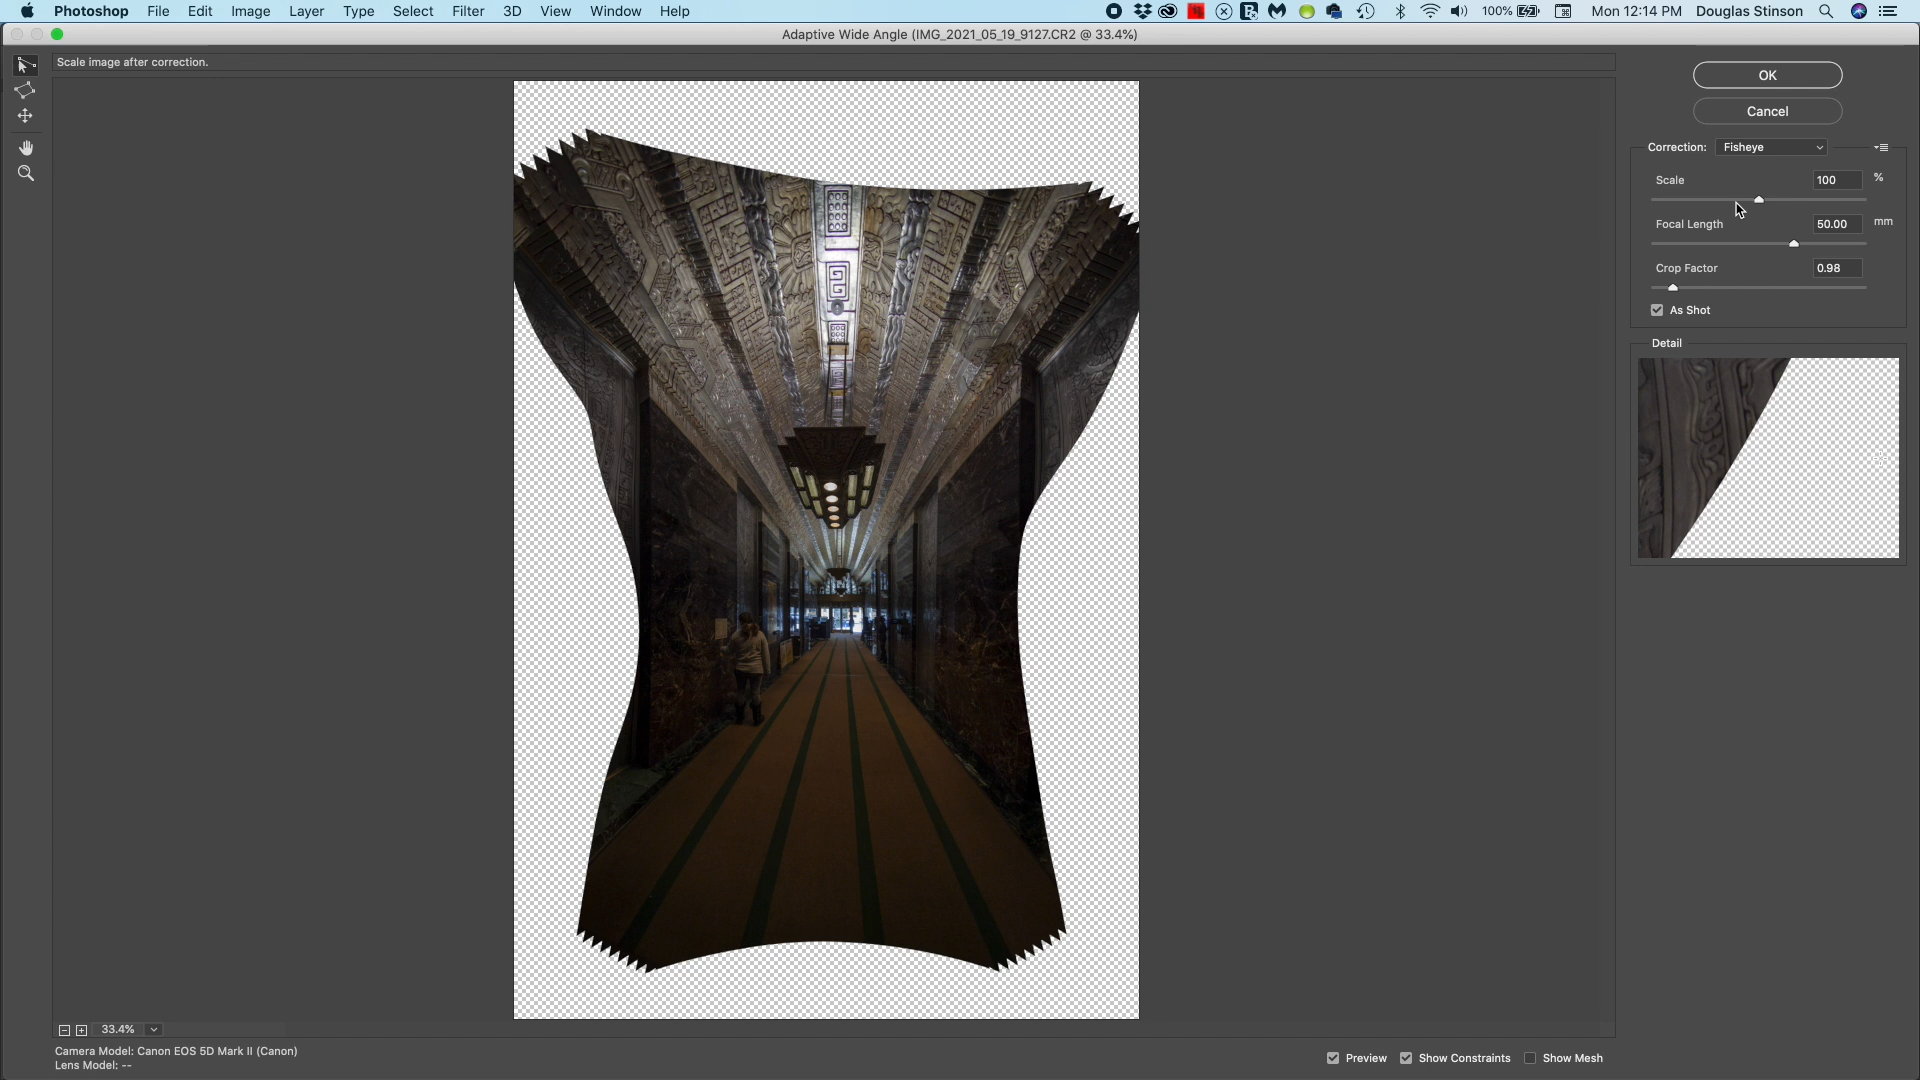 Photoshop File Edit Image Layer Type Select Filter 3D View Window Help 100% Mon 12:14 PM Douglas Stinson
Adaptive Wide Angle (IMG_2021_05_19_9127.CR2 @ 33.4%)
Scale image after correction.
OK
Cancel
Correction: Fisheye
Scale 100 %
Focal Length 50.00 mm
Crop Factor 0.98
As Shot
Detail
33.4%
Camera Model: Canon EOS 5D Mark II (Canon)
Lens Model: --
Preview Show Constraints Show Mesh